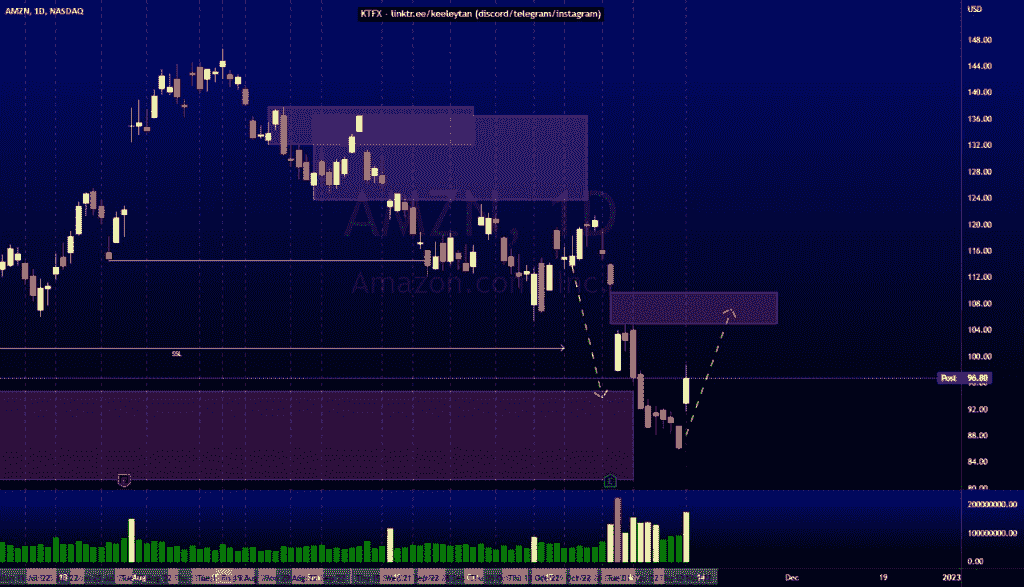 AMZN, 1D, NASDAQ
KTFX - linktr.ee/keeleytan (discord/telegram/instagram)
USD
148.00
144.00
140.00
136.00
132.00
128.00
124.00
120.00
116.00
112.00
108.00
104.00
100.00
Post 96.88
92.00
88.00
84.00
80.00
AMZN, 1D
Amazon.com
SSL
200000000.00
100000000.00
0.00
Aug
14
Dec
19
2023